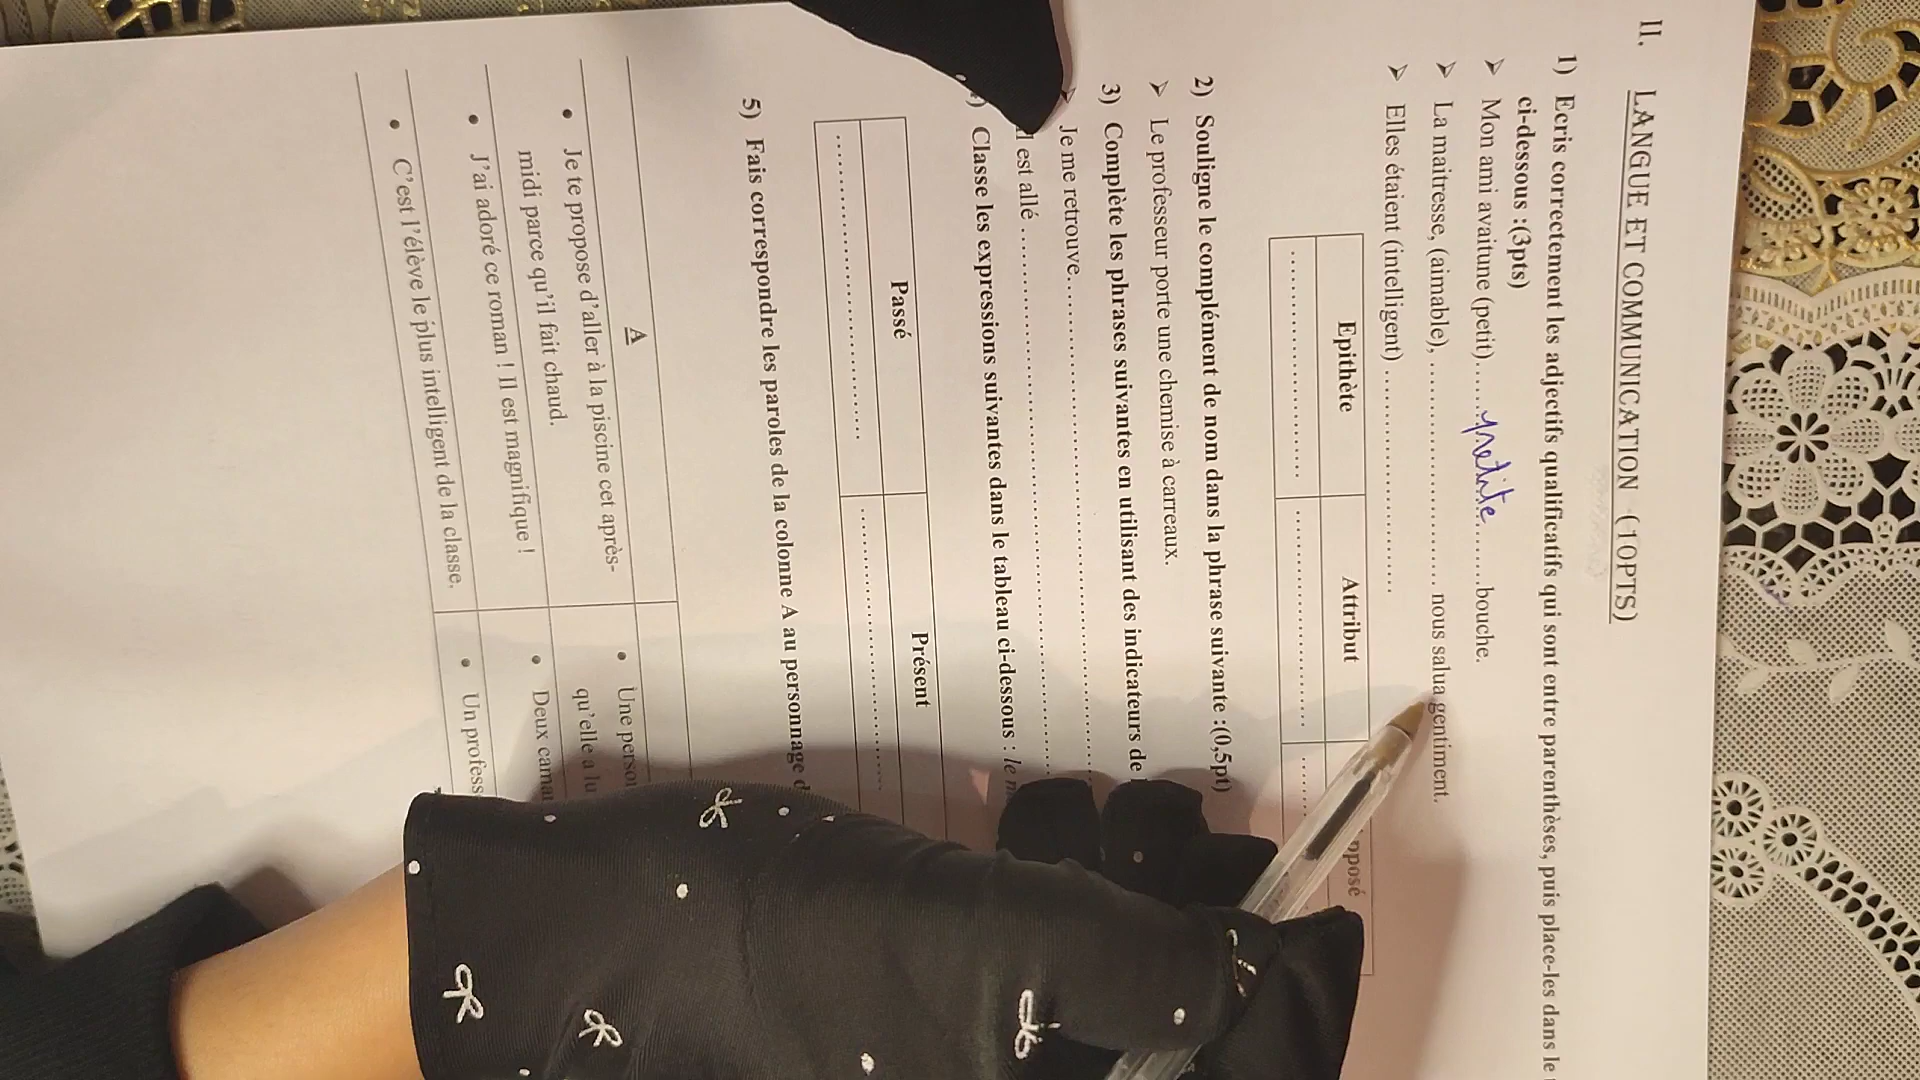 II. LANGUE ET COMMUNICATION (10PTS)
1) Ecris correctement les adjectifs qualificatifs qui sont entre parenthèses, puis place-les dans le
ci-dessous :(3pts)
➢ Mon ami avaitune (petit)......petite......bouche.
➢ La maitresse, (aimable), .................................. nous salua gentiment.
➢ Elles étaient (intelligent) ..................................
Epithète Attribut pposé
.................................. .................................. ......
2) Souligne le complément de nom dans la phrase suivante :(0,5pt)
➢ Le professeur porte une chemise à carreaux.
3) Complète les phrases suivantes en utilisant des indicateurs de
Je me retrouve..................................................................
Il est allé ..................................................................
) Classe les expressions suivantes dans le tableau ci-dessous : le
Passé Présent
.................................. ..................................
5) Fais correspondre les paroles de la colonne A au personnage
A
• Je te propose d'aller à la piscine cet après- • Une
midi parce qu'il fait chaud. qu'elle a lu
• J'ai adoré ce roman ! Il est magnifique ! • Deux
• C'est l'élève le plus intelligent de la classe. • Un